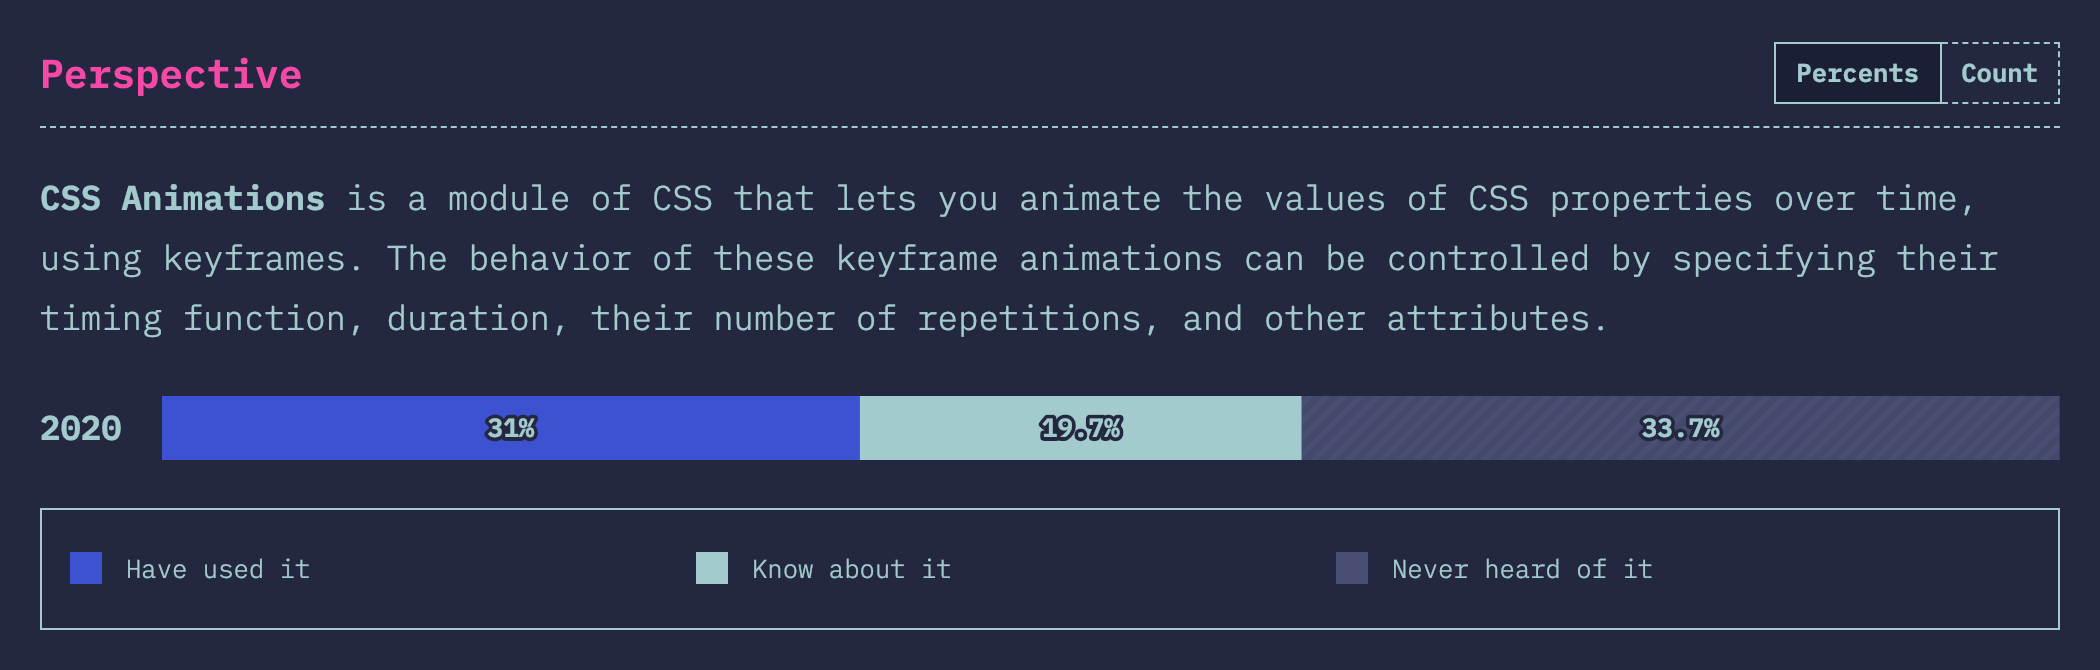 Perspective
Percents Count
CSS Animations is a module of CSS that lets you animate the values of CSS properties over time,
using keyframes. The behavior of these keyframe animations can be controlled by specifying their
timing function, duration, their number of repetitions, and other attributes.
2020 31% 19.7% 33.7%
Have used it Know about it Never heard of it